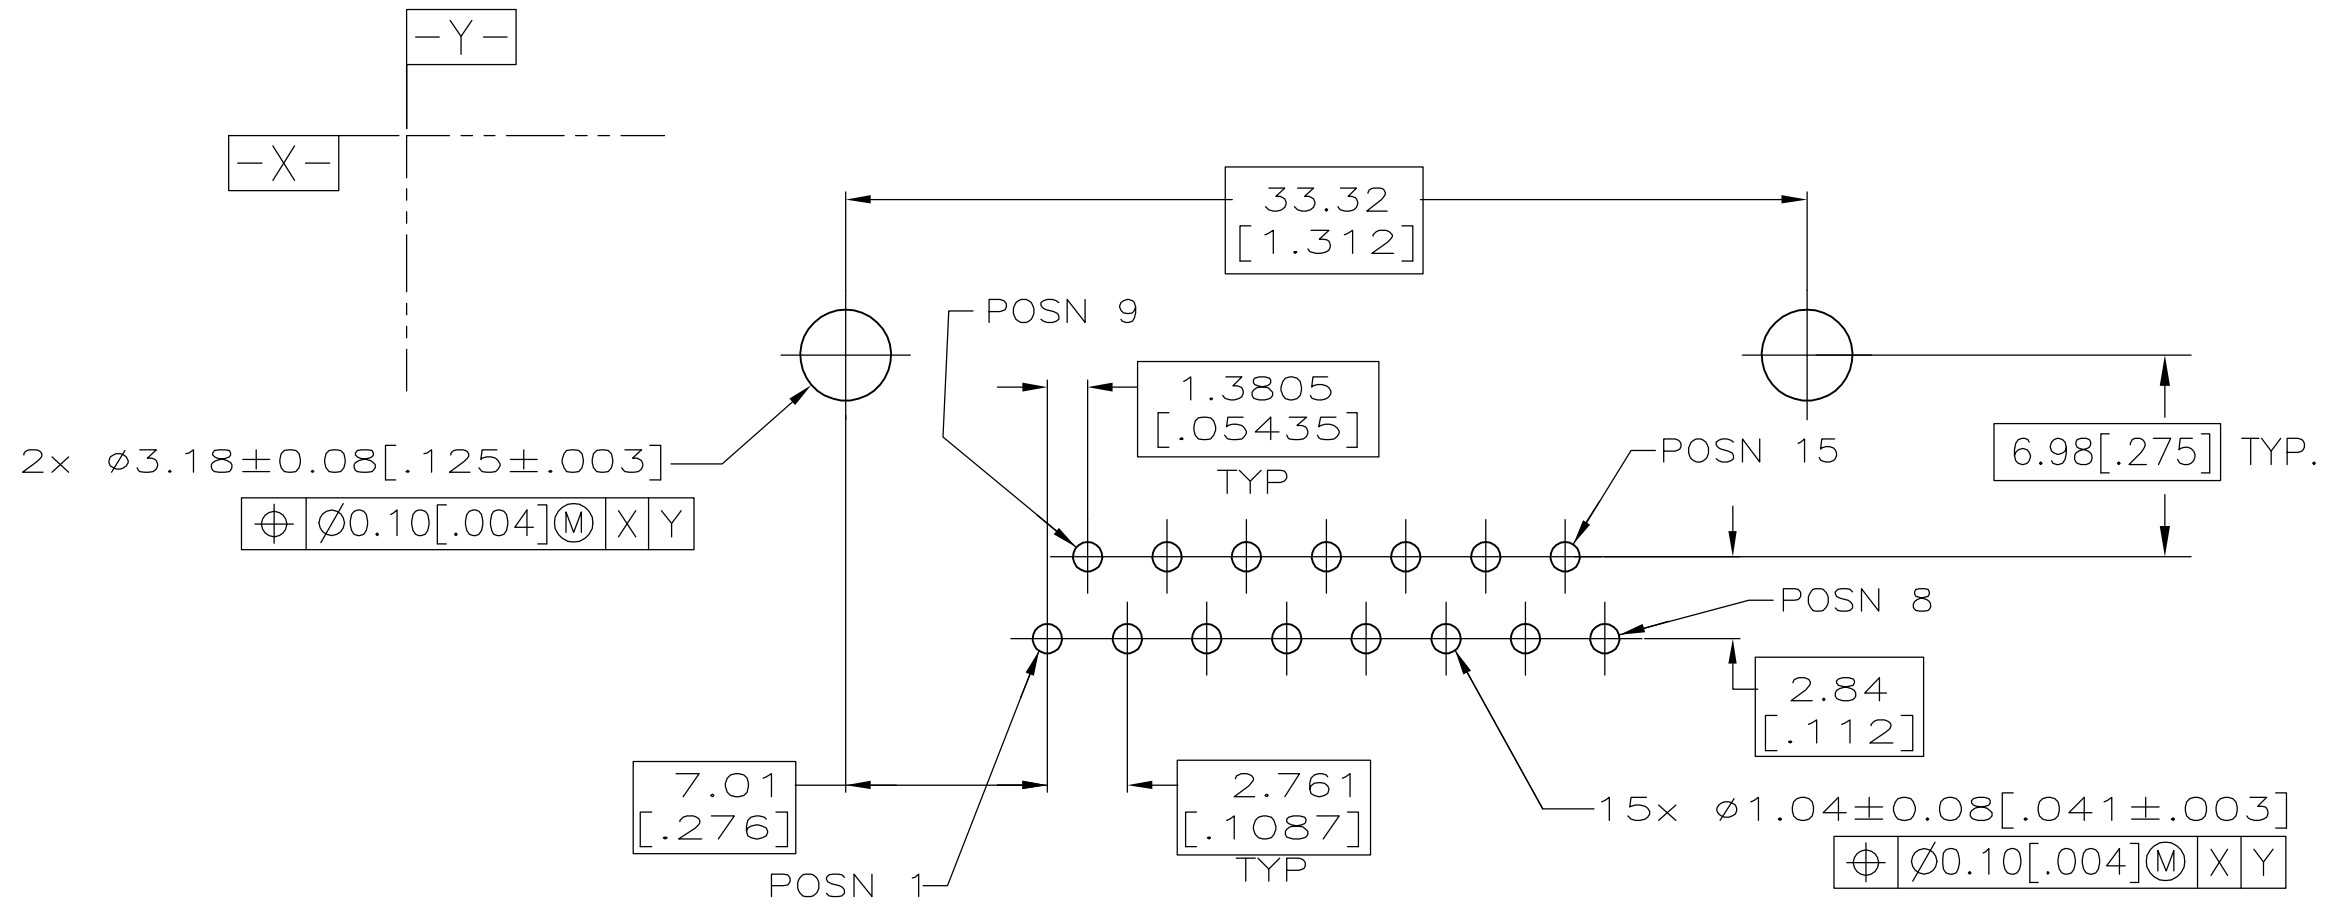 -Y-
-X-
33.32
[1.312]
POSN 9
1.3805
[.05435]
TYP
POSN 15
6.98[.275] TYP.
2x ⌀3.18±0.08[.125±.003]
⌖ ⌀0.10[.004]Ⓜ X Y
POSN 8
2.84
[.112]
7.01
[.276]
2.761
[.1087]
TYP
15x ⌀1.04±0.08[.041±.003]
⌖ ⌀0.10[.004]Ⓜ X Y
POSN 1